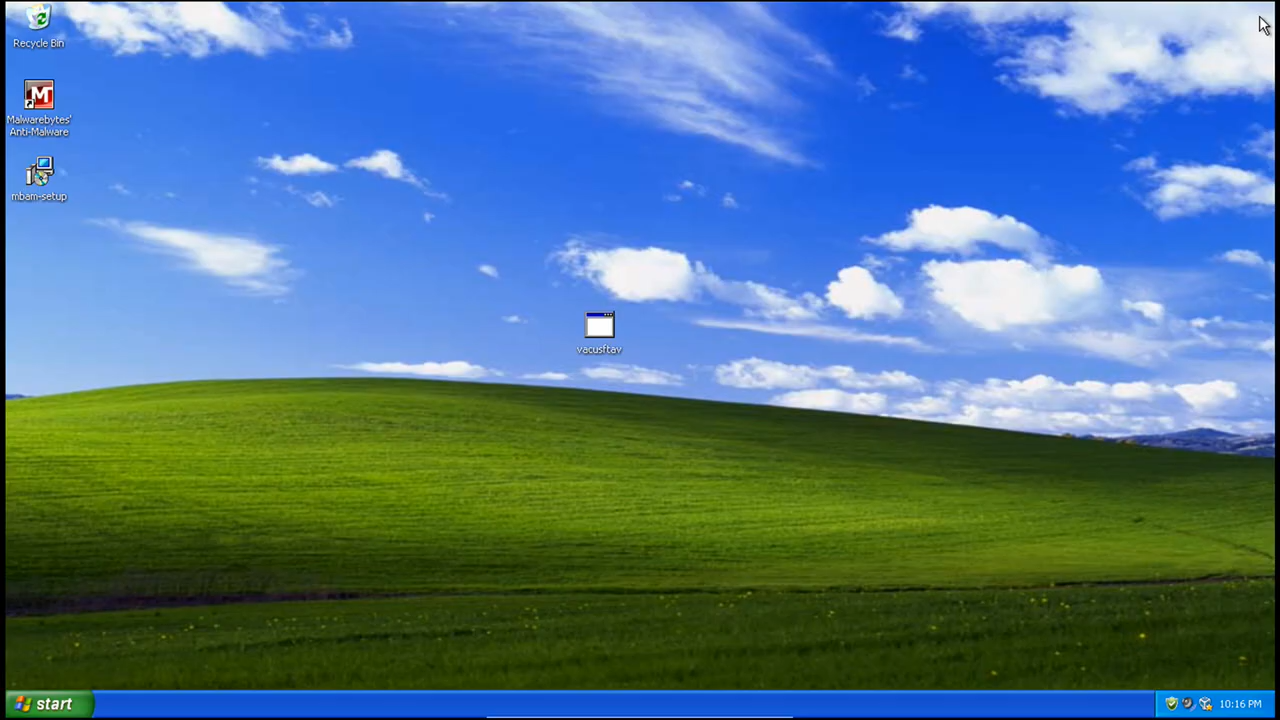 Recycle Bin
M
Malwarebytes'
Anti-Malware
mbam-setup
vacusftav
start
10:16 PM